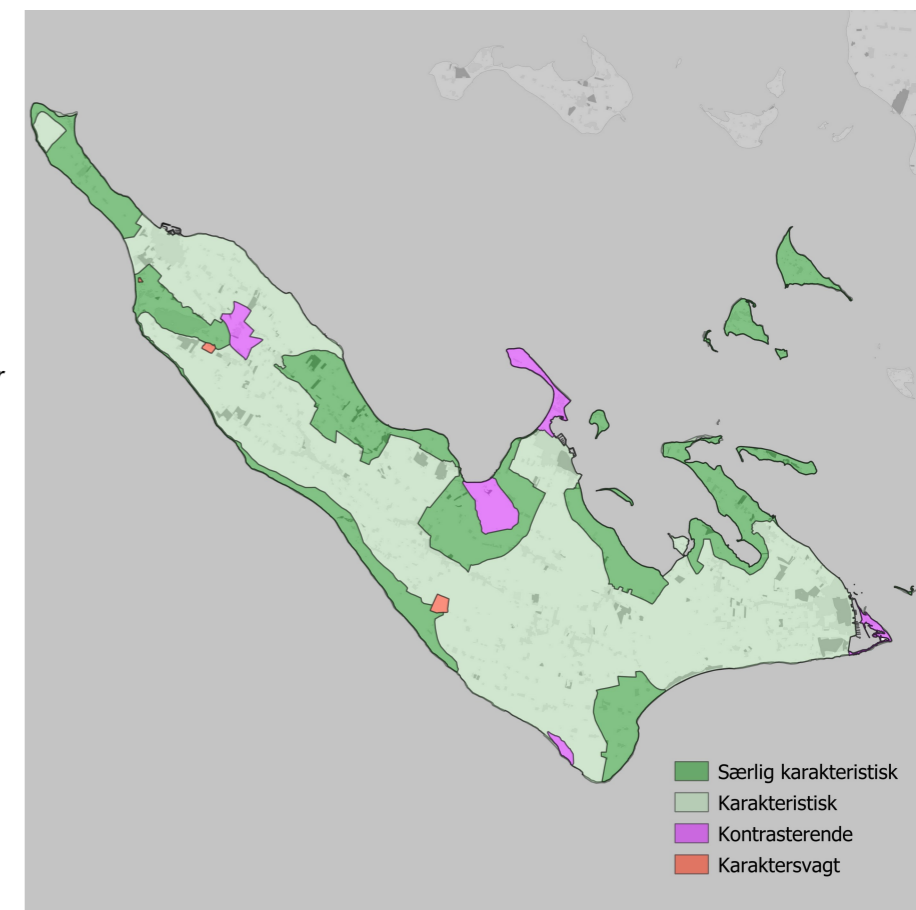 r
Særlig karakteristisk
Karakteristisk
Kontrasterende
Karaktersvagt